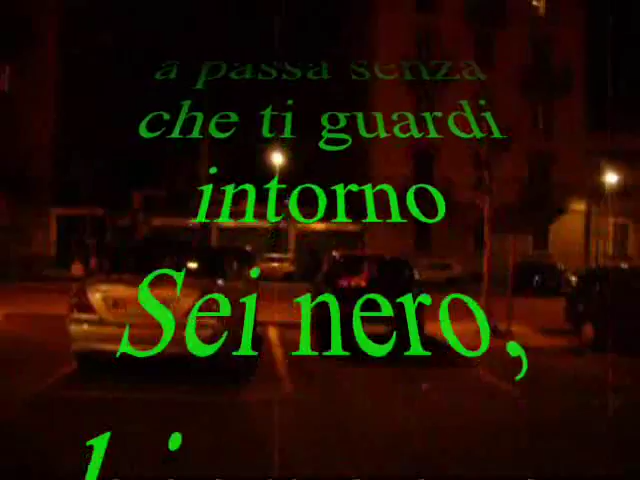 a passa senza
che ti guardi
intorno
Sei nero,